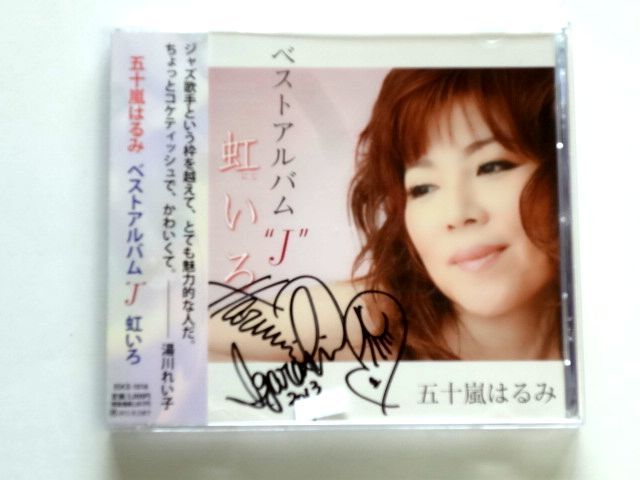 五十嵐はるみ ベストアルバム "J" 虹いろ
ジャズ歌手という枠を越えて、とても魅力的な人だ。
ちょっとコケティッシュで、かわいくて。
——湯川れい子
ベストアルバム "J"
虹いろ
にじ
Harumi
Igarashi
2013
五十嵐はるみ